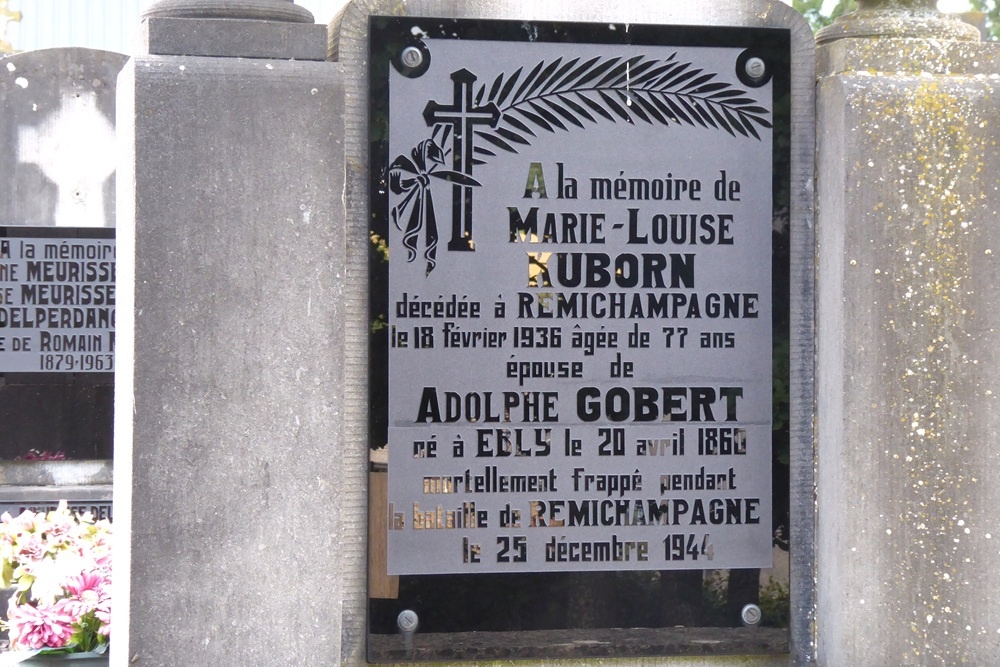 A la mémoire de
MARIE-LOUISE
KUBORN
décédée à REMICHAMPAGNE
le 18 février 1936 âgée de 77 ans
épouse de
ADOLPHE GOBERT
né à EBLY le 20 avril 1860
mortellement frappé pendant
la bataille de REMICHAMPAGNE
le 25 décembre 1944
A la mémoire
MEURISSE
MEURISSE
DELPERDANG
DE ROMAIN
1879-1963